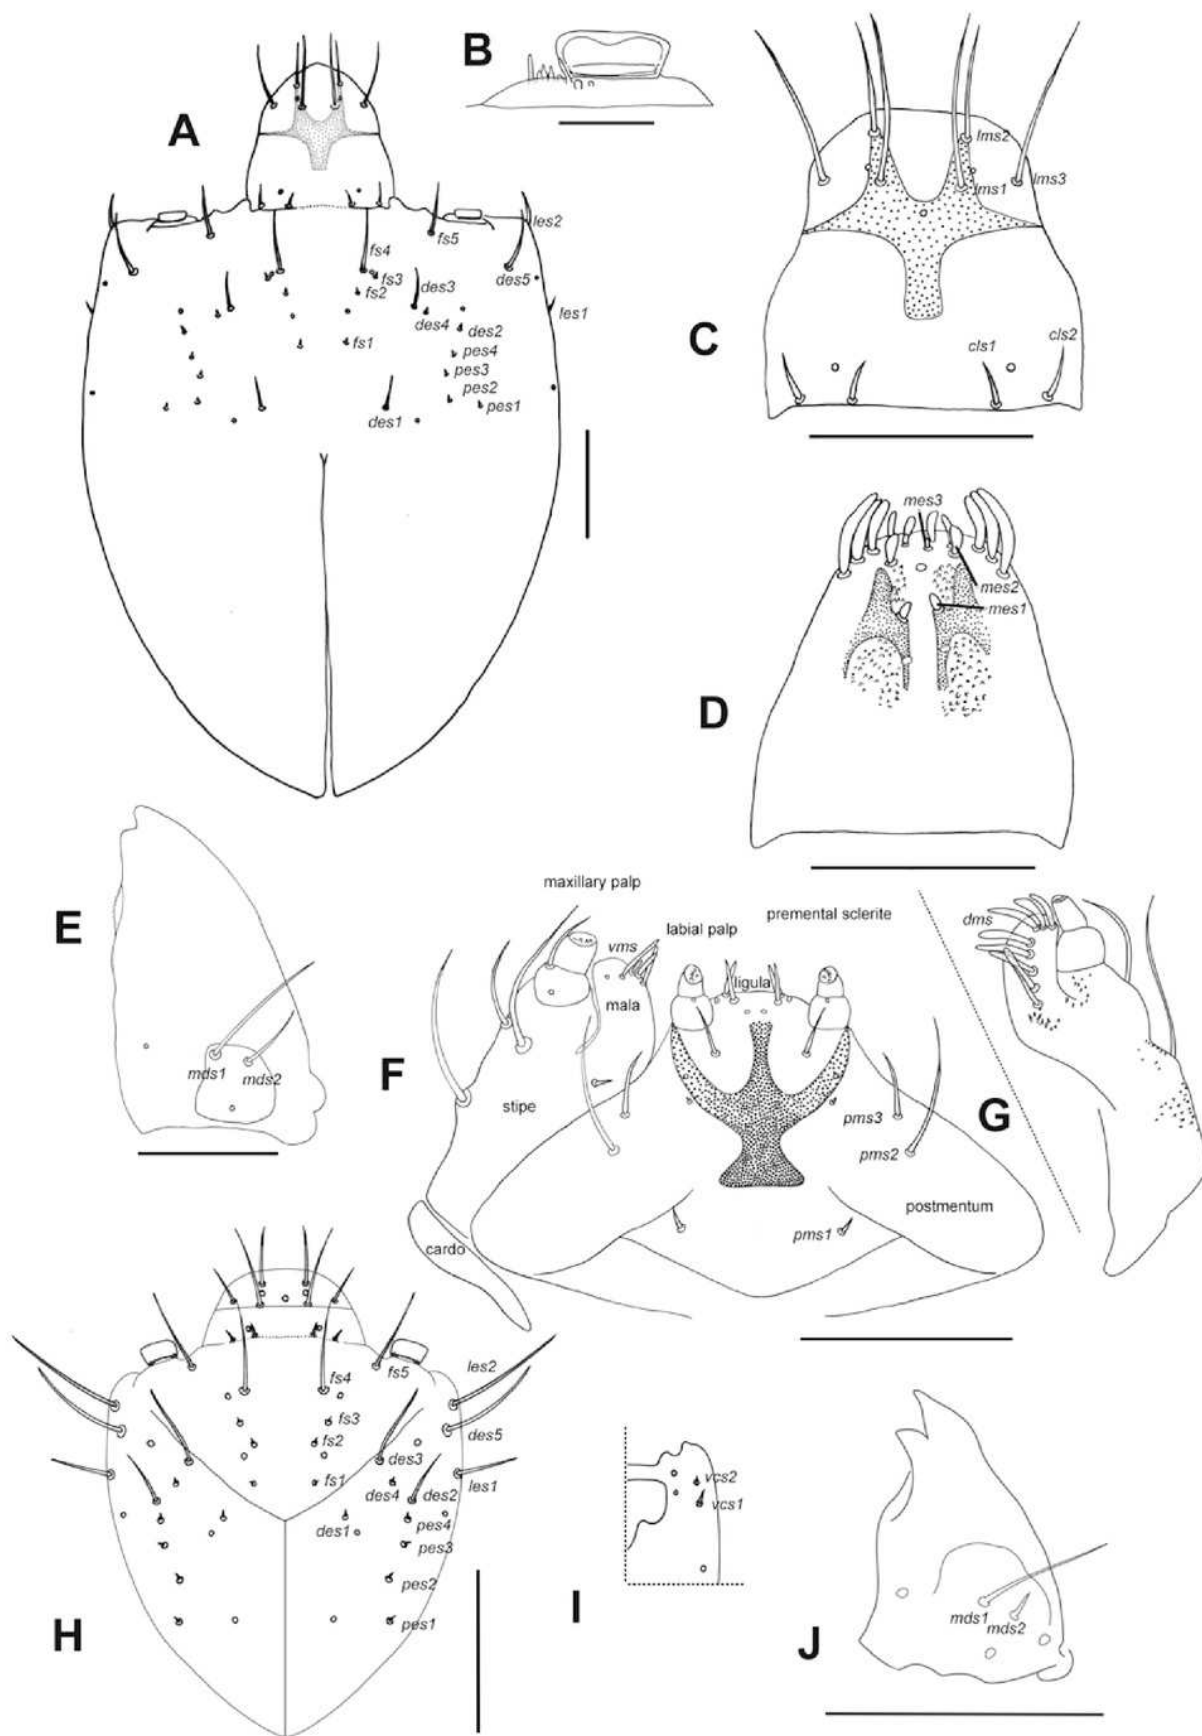 A
les2
fs5
fs4
fs3
des5
fs2
des3
des4
les1
des2
fs1
pes4
pes3
pes2
pes1
des1
B
C
lms2
lms1
lms3
cls1
cls2
D
mes3
mes2
mes1
E
mds1
mds2
F
maxillary palp
labial palp
premental sclerite
vms
ligula
mala
stipe
pms3
pms2
postmentum
pms1
cardo
G
dms
H
les2
fs4
fs5
fs3
des5
fs2
des3
les1
fs1
des4
des2
des1
pes4
pes3
pes2
pes1
I
vcs2
vcs1
J
mds1
mds2